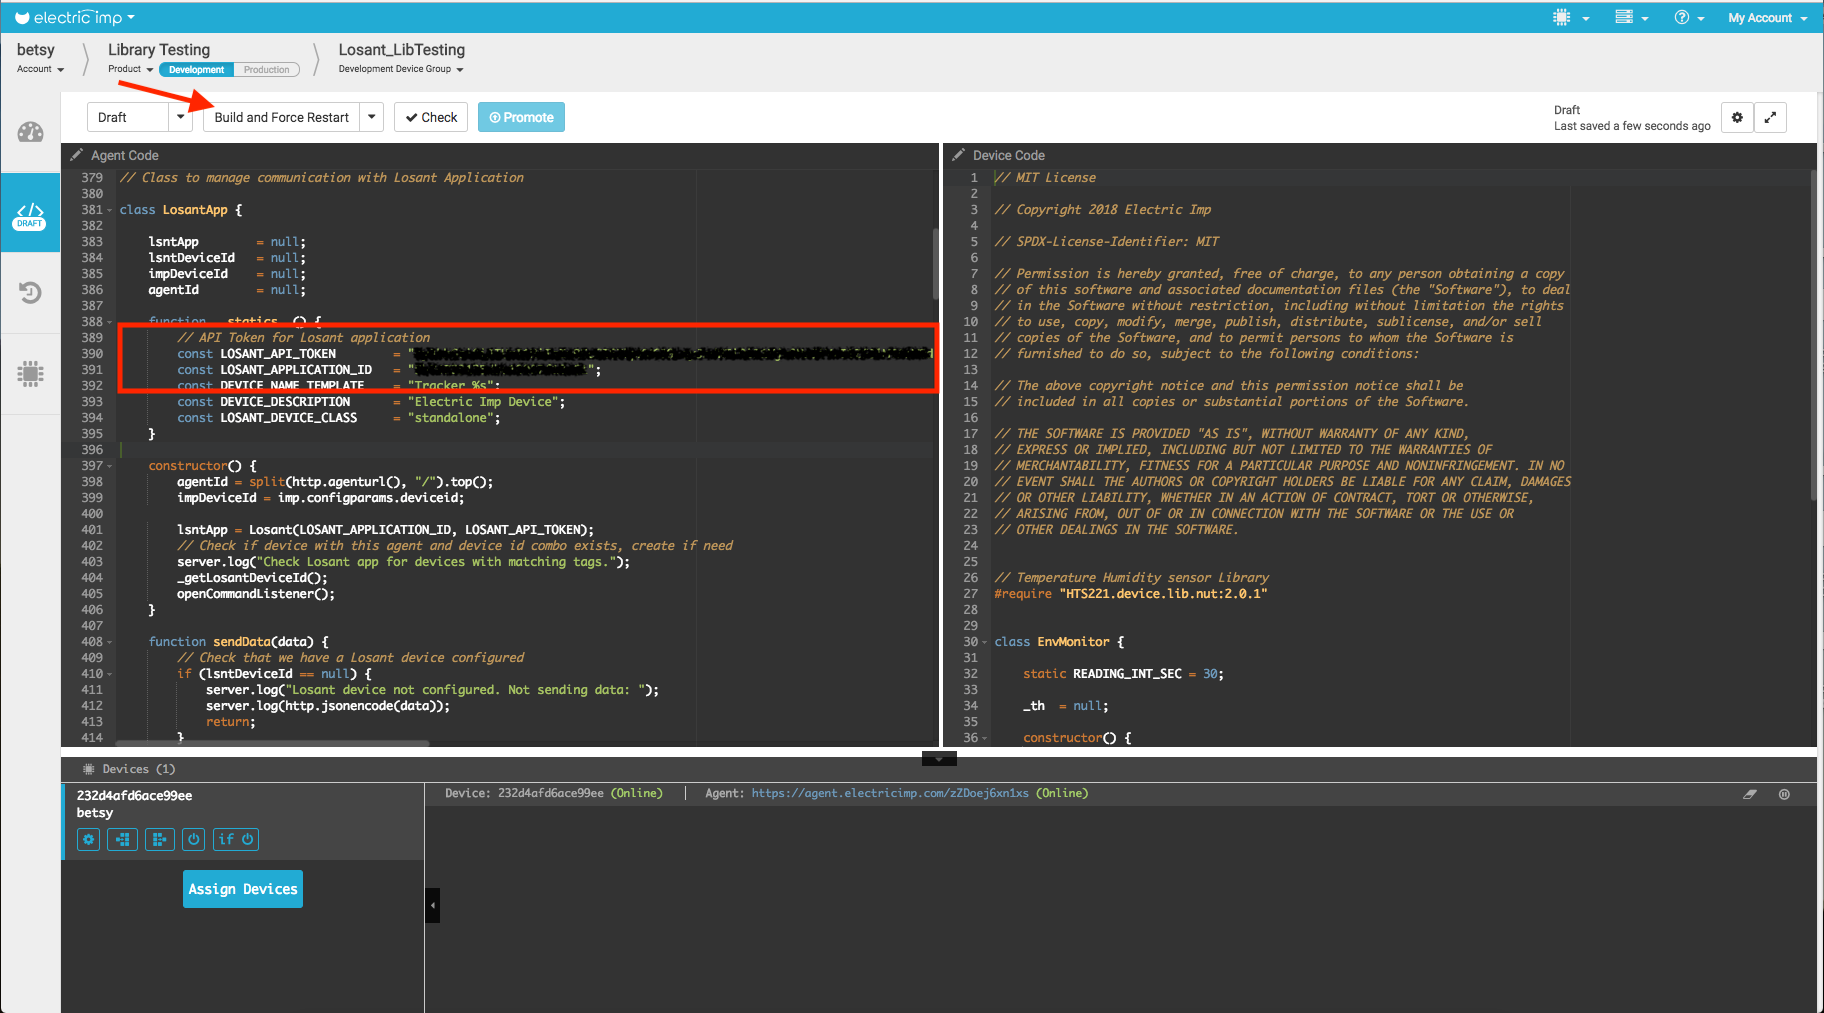 electric imp
My Account
betsy
Account
Library Testing
Product Development Production
Losant_LibTesting
Development Device Group
Draft
Build and Force Restart
Check
Promote
Draft
Last saved a few seconds ago
DRAFT
Agent Code
379 // Class to manage communication with Losant Application
380
381 class LosantApp {
382
383 lsntApp = null;
384 lsntDeviceId = null;
385 impDeviceId = null;
386 agentId = null;
387
388 function __statics__() {
389 // API Token for Losant application
390 const LOSANT_API_TOKEN = "
391 const LOSANT_APPLICATION_ID = "";
392 const DEVICE_NAME_TEMPLATE = "Tracker_%s";
393 const DEVICE_DESCRIPTION = "Electric Imp Device";
394 const LOSANT_DEVICE_CLASS = "standalone";
395 }
396
397 constructor() {
398 agentId = split(http.agenturl(), "/").top();
399 impDeviceId = imp.configparams.deviceid;
400
401 lsntApp = Losant(LOSANT_APPLICATION_ID, LOSANT_API_TOKEN);
402 // Check if device with this agent and device id combo exists, create if need
403 server.log("Check Losant app for devices with matching tags.");
404 _getLosantDeviceId();
405 openCommandListener();
406 }
407
408 function sendData(data) {
409 // Check that we have a Losant device configured
410 if (lsntDeviceId == null) {
411 server.log("Losant device not configured. Not sending data: ");
412 server.log(http.jsonencode(data));
413 return;
414 }
Device Code
1 // MIT License
2
3 // Copyright 2018 Electric Imp
4
5 // SPDX-License-Identifier: MIT
6
7 // Permission is hereby granted, free of charge, to any person obtaining a copy
8 // of this software and associated documentation files (the "Software"), to deal
9 // in the Software without restriction, including without limitation the rights
10 // to use, copy, modify, merge, publish, distribute, sublicense, and/or sell
11 // copies of the Software, and to permit persons to whom the Software is
12 // furnished to do so, subject to the following conditions:
13
14 // The above copyright notice and this permission notice shall be
15 // included in all copies or substantial portions of the Software.
16
17 // THE SOFTWARE IS PROVIDED "AS IS", WITHOUT WARRANTY OF ANY KIND,
18 // EXPRESS OR IMPLIED, INCLUDING BUT NOT LIMITED TO THE WARRANTIES OF
19 // MERCHANTABILITY, FITNESS FOR A PARTICULAR PURPOSE AND NONINFRINGEMENT. IN NO
20 // EVENT SHALL THE AUTHORS OR COPYRIGHT HOLDERS BE LIABLE FOR ANY CLAIM, DAMAGES
21 // OR OTHER LIABILITY, WHETHER IN AN ACTION OF CONTRACT, TORT OR OTHERWISE,
22 // ARISING FROM, OUT OF OR IN CONNECTION WITH THE SOFTWARE OR THE USE OR
23 // OTHER DEALINGS IN THE SOFTWARE.
24
25
26 // Temperature Humidity sensor Library
27 #require "HTS221.device.lib.nut:2.0.1"
28
29
30 class EnvMonitor {
31
32 static READING_INT_SEC = 30;
33
34 _th = null;
35
36 constructor() {
Devices (1)
232d4afd6ace99ee
betsy
if
Assign Devices
Device: 232d4afd6ace99ee (Online) | Agent: https://agent.electricimp.com/zZDoej6xn1xs (Online)